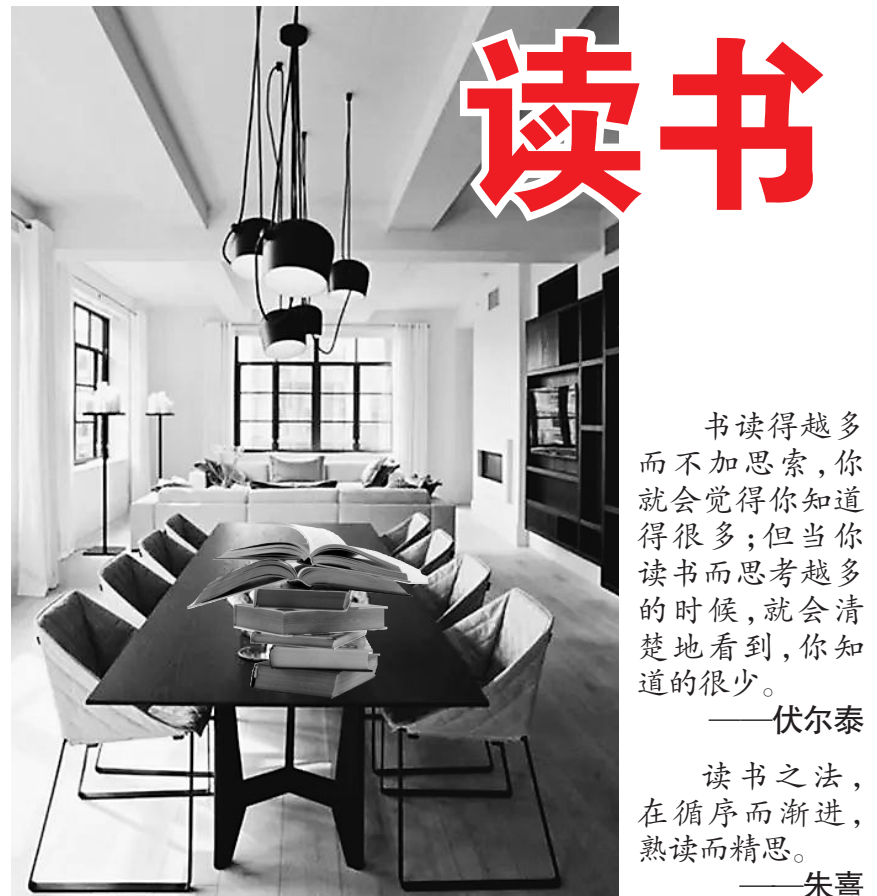 读书
书读得越多
而不加思索,你
就会觉得你知道
得很多;但当你
读书而思考越多
的时候,就会清
楚地看到,你知
道的很少。
——伏尔泰
读书之法,
在循序而渐进,
熟读而精思。
——朱熹